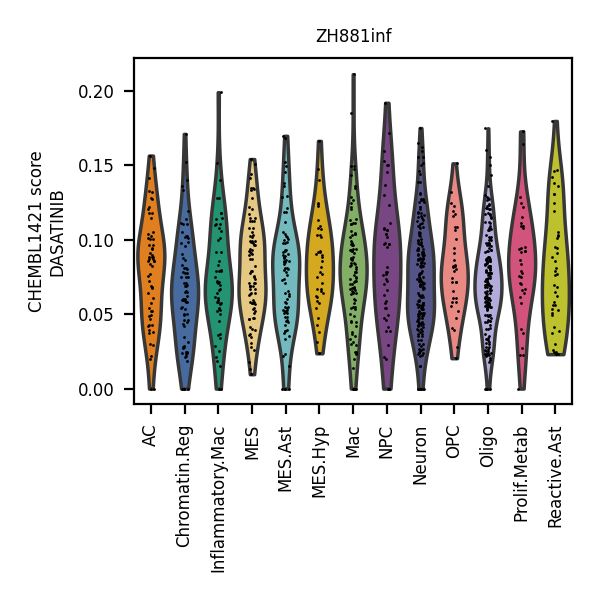 ZH881inf
CHEMBL1421 score
DASATINIB
0.20
0.15
0.10
0.05
0.00
AC
Chromatin.Reg
Inflammatory.Mac
MES
MES.Ast
MES.Hyp
Mac
NPC
Neuron
OPC
Oligo
Prolif.Metab
Reactive.Ast